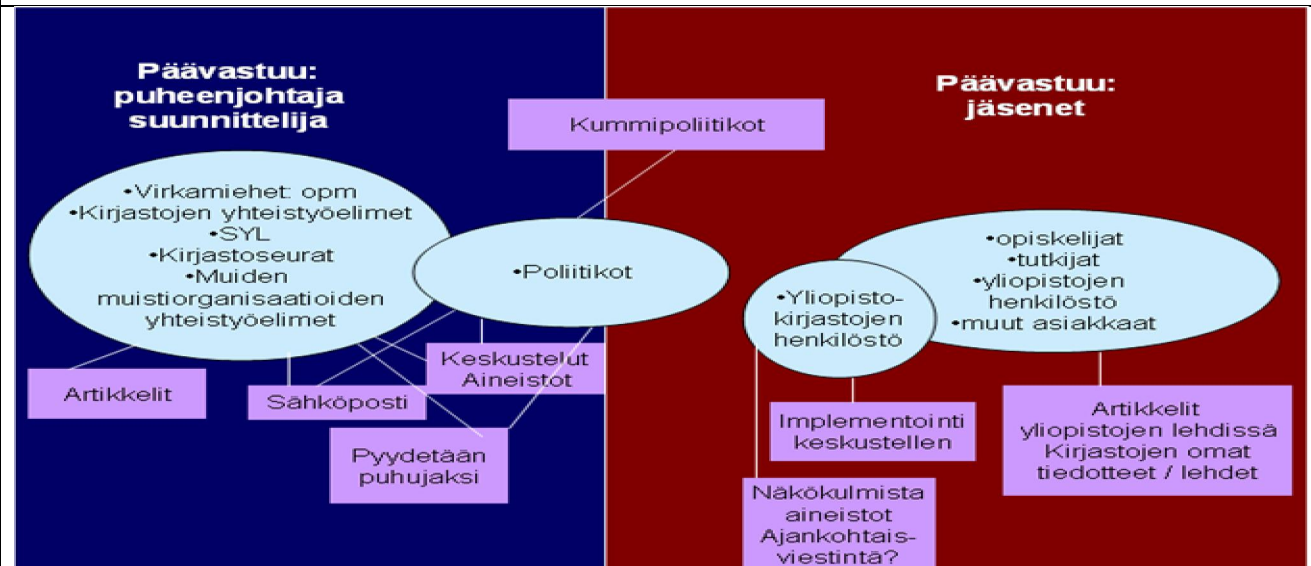 Päävastuu:
puheenjohtaja
suunnittelija
Päävastuu:
jäsenet
Kummipoliitikot
•Virkamiehet: opm
•Kirjastojen yhteistyöelimet
•SYL
•Kirjastoseurat
•Muiden
muistiorganisaatioiden
yhteistyöelimet
•Poliitikot
•opiskelijat
•tutkijat
•yliopistojen
henkilöstö
•muut asiakkaat
•Yliopisto-
kirjastojen
henkilöstö
Artikkelit
Sähköposti
Keskustelut
Aineistot
Pyydetään
puhujaksi
Implementointi
keskustellen
Artikkelit
yliopistojen lehdissä
Kirjastojen omat
tiedotteet / lehdet
Näkökulmista
aineistot
Ajankohtais-
viestintä?